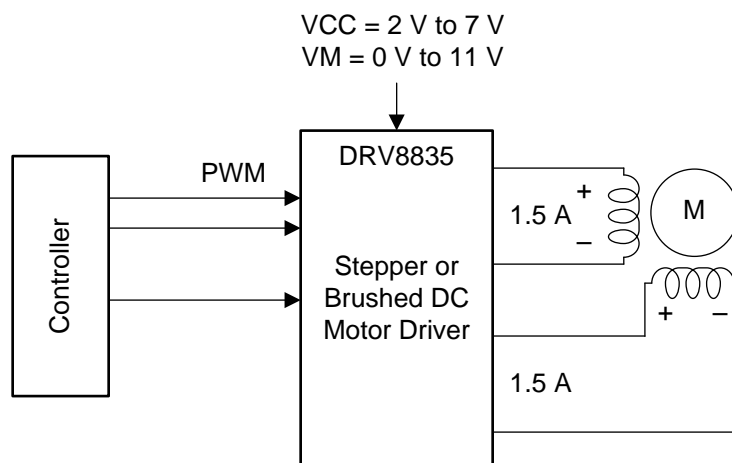 VCC = 2 V to 7 V
VM = 0 V to 11 V
DRV8835
PWM
Controller
Stepper or
Brushed DC
Motor Driver
1.5 A
+
–
M
+ –
1.5 A